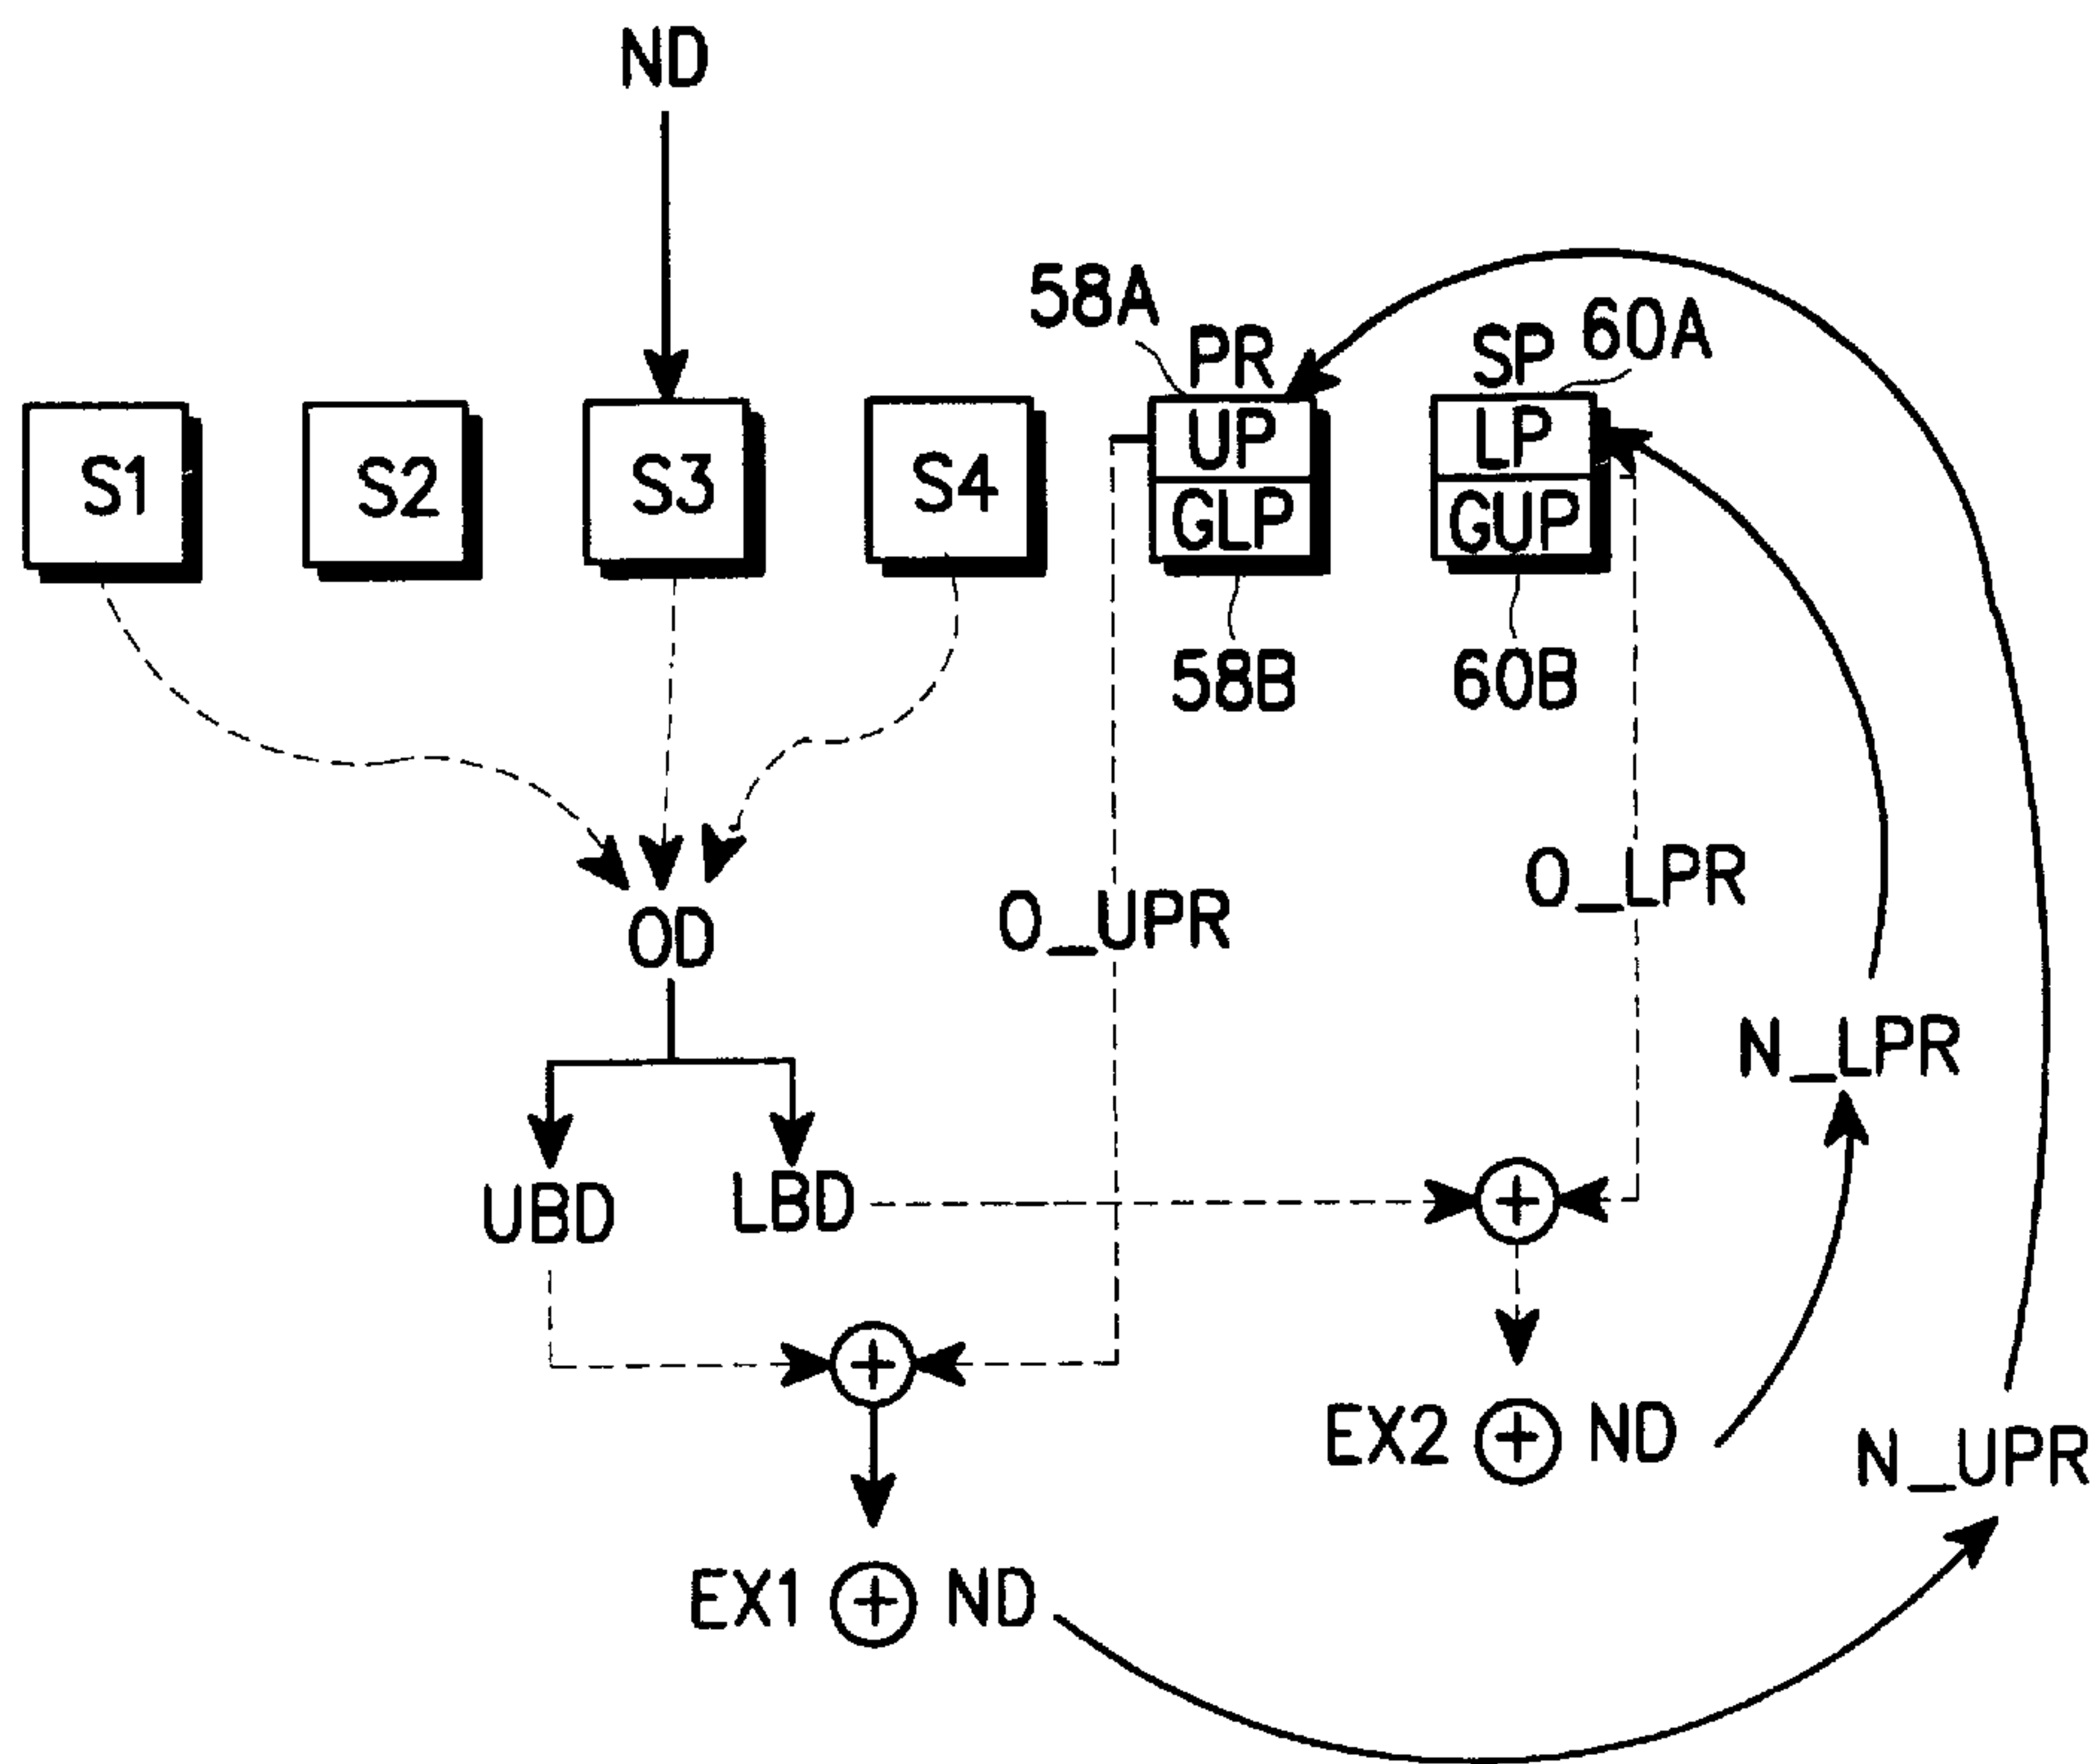 ND
58A
PR
SP
60A
S1
S2
S3
S4
UP
GLP
LP
GUP
58B
60B
OD
O_UPR
O_LPR
N_LPR
UBD
LBD
+
+
EX2 + ND
N_UPR
EX1 + ND